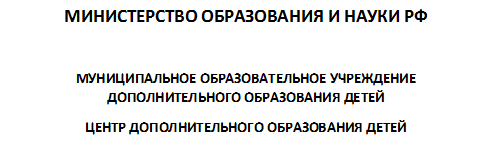 МИНИСТЕРСТВО ОБРАЗОВАНИЯ И НАУКИ РФ
МУНИЦИПАЛЬНОЕ ОБРАЗОВАТЕЛЬНОЕ УЧРЕЖДЕНИЕ
ДОПОЛНИТЕЛЬНОГО ОБРАЗОВАНИЯ ДЕТЕЙ
ЦЕНТР ДОПОЛНИТЕЛЬНОГО ОБРАЗОВАНИЯ ДЕТЕЙ